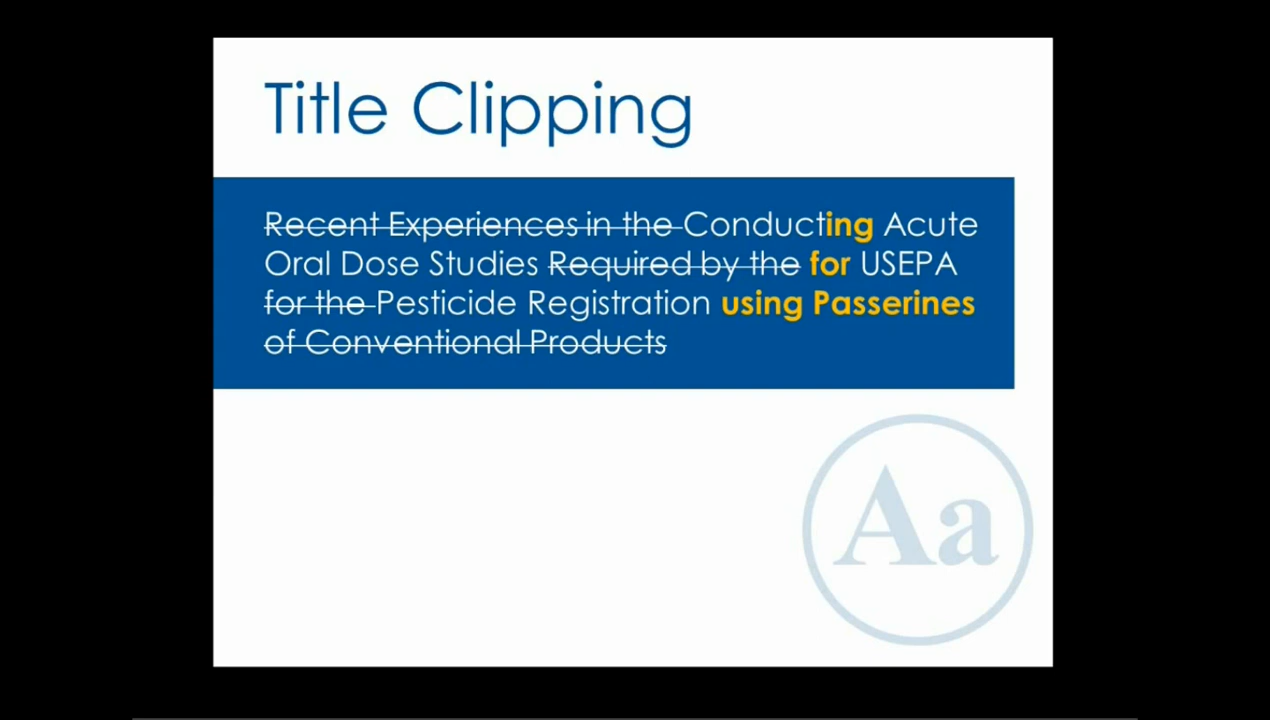 Title Clipping
Recent Experiences in the Conducting Acute
Oral Dose Studies Required by the for USEPA
for the Pesticide Registration using Passerines
of Conventional Products
Aa